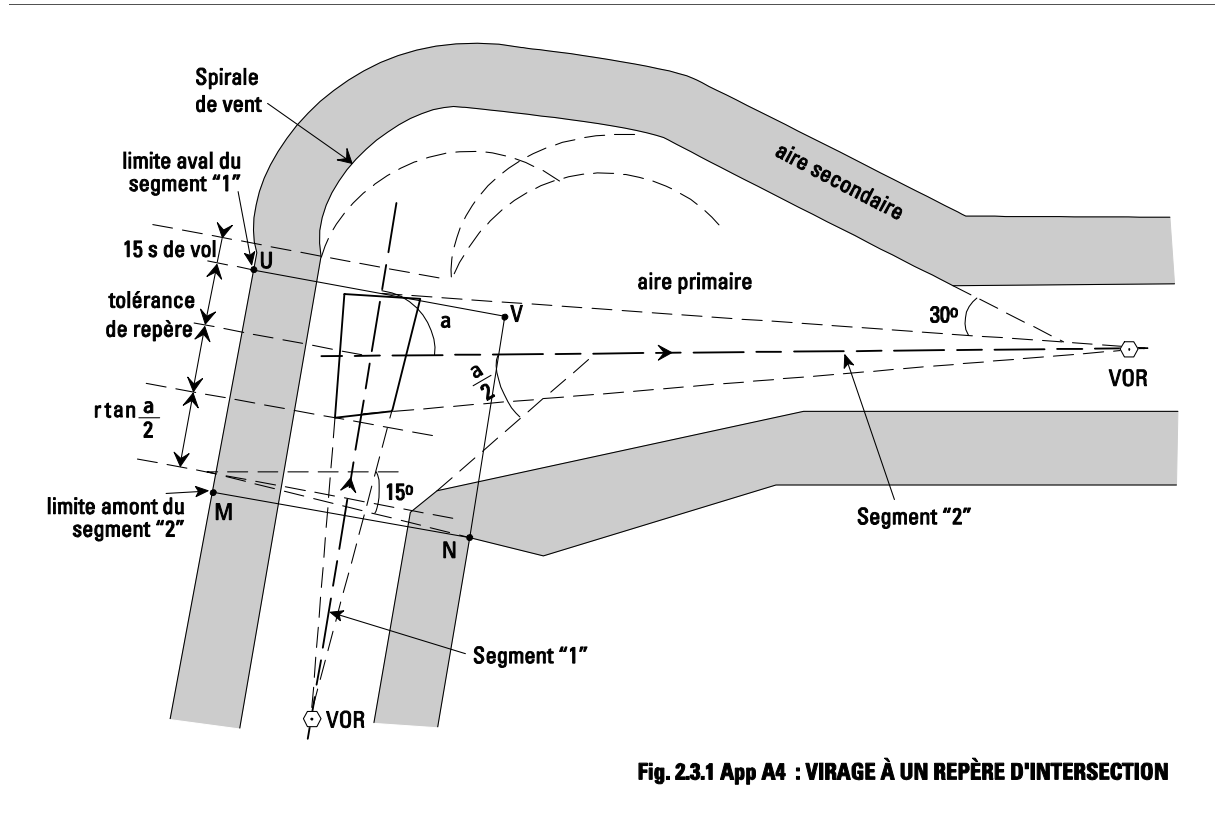 Spirale
de vent
limite aval du
segment “1”
15 s de vol
U
tolérance
de repère
a
V
aire primaire
aire secondaire
30º
VOR
a
2
r tan a
2
15º
limite amont du
segment “2”
M
N
Segment “2”
Segment “1”
VOR
Fig. 2.3.1 App A4 : VIRAGE À UN REPÈRE D'INTERSECTION